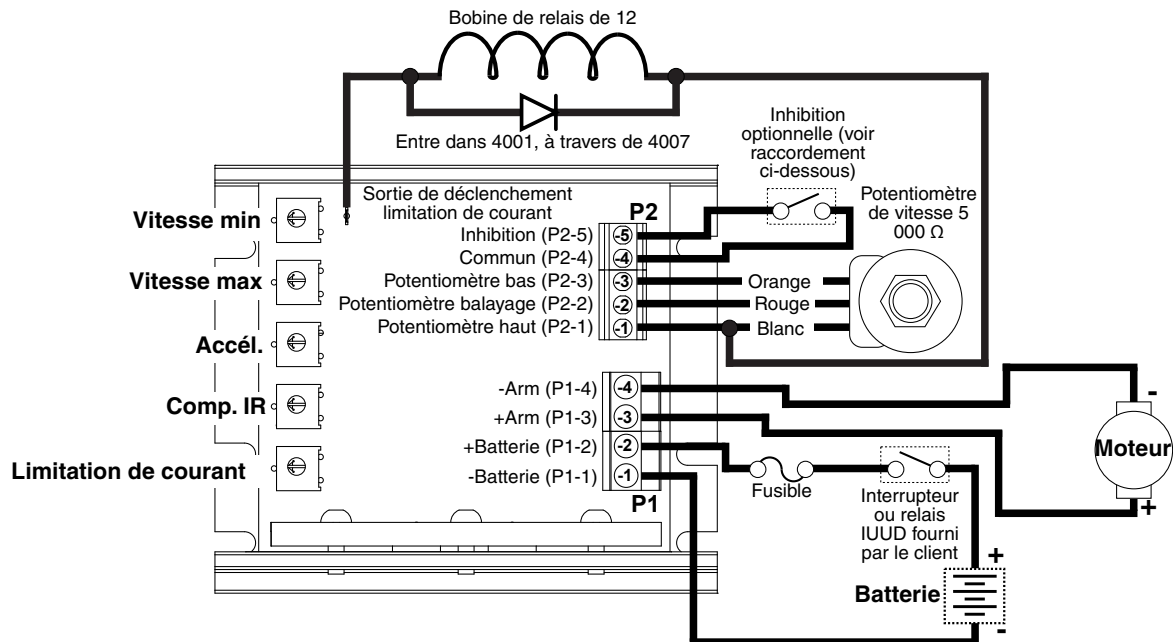 Bobine de relais de 12
Entre dans 4001, à travers de 4007
Inhibition
optionnelle (voir
raccordement
ci-dessous)
Potentiomètre
de vitesse 5
000 Ω
Sortie de déclenchement
limitation de courant
Vitesse min
Vitesse max
Accél.
Comp. IR
Limitation de courant
P2
Inhibition (P2-5) -5
Commun (P2-4) -4
Potentiomètre bas (P2-3) -3 Orange
Potentiomètre balayage (P2-2) -2 Rouge
Potentiomètre haut (P2-1) -1 Blanc
-Arm (P1-4) -4
+Arm (P1-3) -3
+Batterie (P1-2) -2
-Batterie (P1-1) -1
P1
Fusible
Interrupteur
ou relais
IUUD fourni
par le client
-
Moteur
+
+
Batterie
-